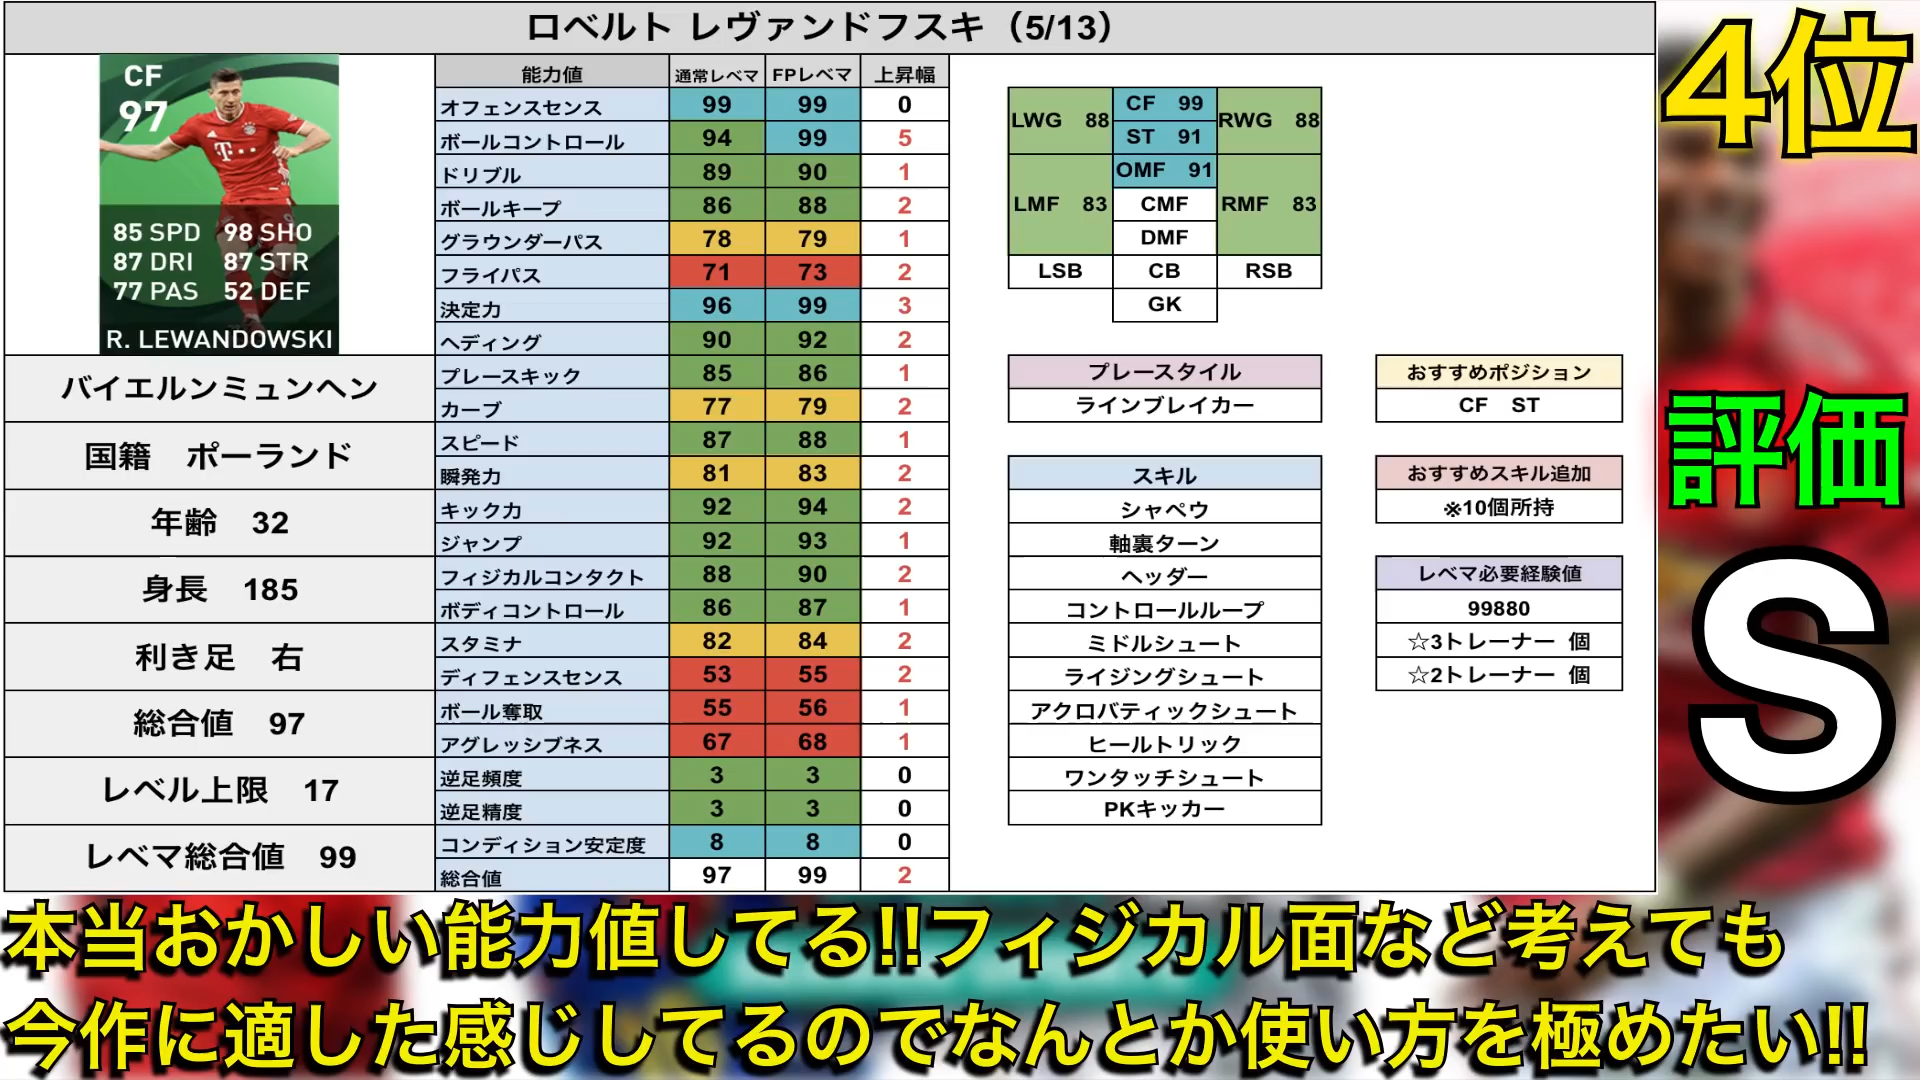 ロベルト レヴァンドフスキ（5/13）
4位
評価
S
CF
97
85 SPD 98 SHO
87 DRI 87 STR
77 PAS 52 DEF
R. LEWANDOWSKI
バイエルンミュンヘン
国籍 ポーランド
年齢 32
身長 185
利き足 右
総合値 97
レベル上限 17
レベマ総合値 99
能力値 通常レベマ FPレベマ 上昇幅
オフェンスセンス 99 99 0
ボールコントロール 94 99 5
ドリブル 89 90 1
ボールキープ 86 88 2
グラウンダーパス 78 79 1
フライパス 71 73 2
決定力 96 99 3
ヘディング 90 92 2
プレースキック 85 86 1
カーブ 77 79 2
スピード 87 88 1
瞬発力 81 83 2
キック力 92 94 2
ジャンプ 92 93 1
フィジカルコンタクト 88 90 2
ボディコントロール 86 87 1
スタミナ 82 84 2
ディフェンスセンス 53 55 2
ボール奪取 55 56 1
アグレッシブネス 67 68 1
逆足頻度 3 3 0
逆足精度 3 3 0
コンディション安定度 8 8 0
総合値 97 99 2
LWG 88 CF 99 RWG 88
ST 91
OMF 91
LMF 83 CMF RMF 83
DMF
LSB CB RSB
GK
プレースタイル
ラインブレイカー
スキル
シャペウ
軸裏ターン
ヘッダー
コントロールループ
ミドルシュート
ライジングシュート
アクロバティックシュート
ヒールトリック
ワンタッチシュート
PKキッカー
おすすめポジション
CF ST
おすすめスキル追加
※10個所持
レベマ必要経験値
99880
☆3トレーナー 個
☆2トレーナー 個
本当おかしい能力値してる!!フィジカル面など考えても
今作に適した感じしてるのでなんとか使い方を極めたい!!